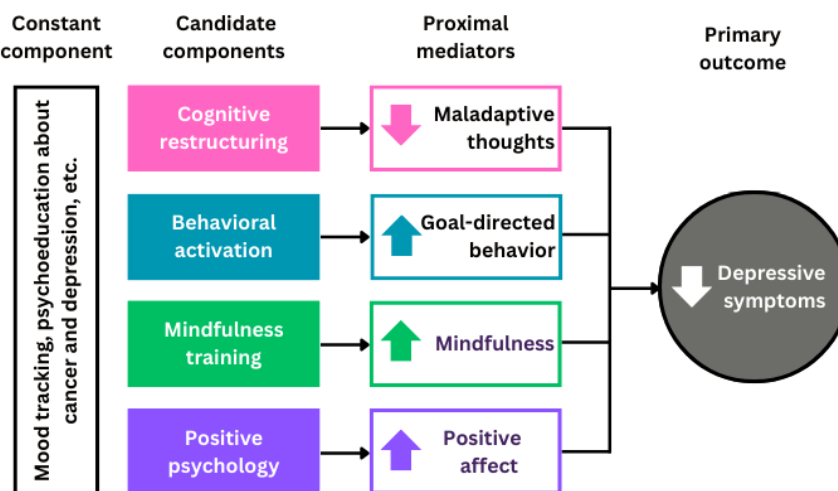 Constant
component
Candidate
components
Proximal
mediators
Primary
outcome
Mood tracking, psychoeducation about
cancer and depression, etc.
Cognitive
restructuring
Maladaptive
thoughts
Behavioral
activation
Goal-directed
behavior
Mindfulness
training
Mindfulness
Positive
psychology
Positive
affect
Depressive
symptoms